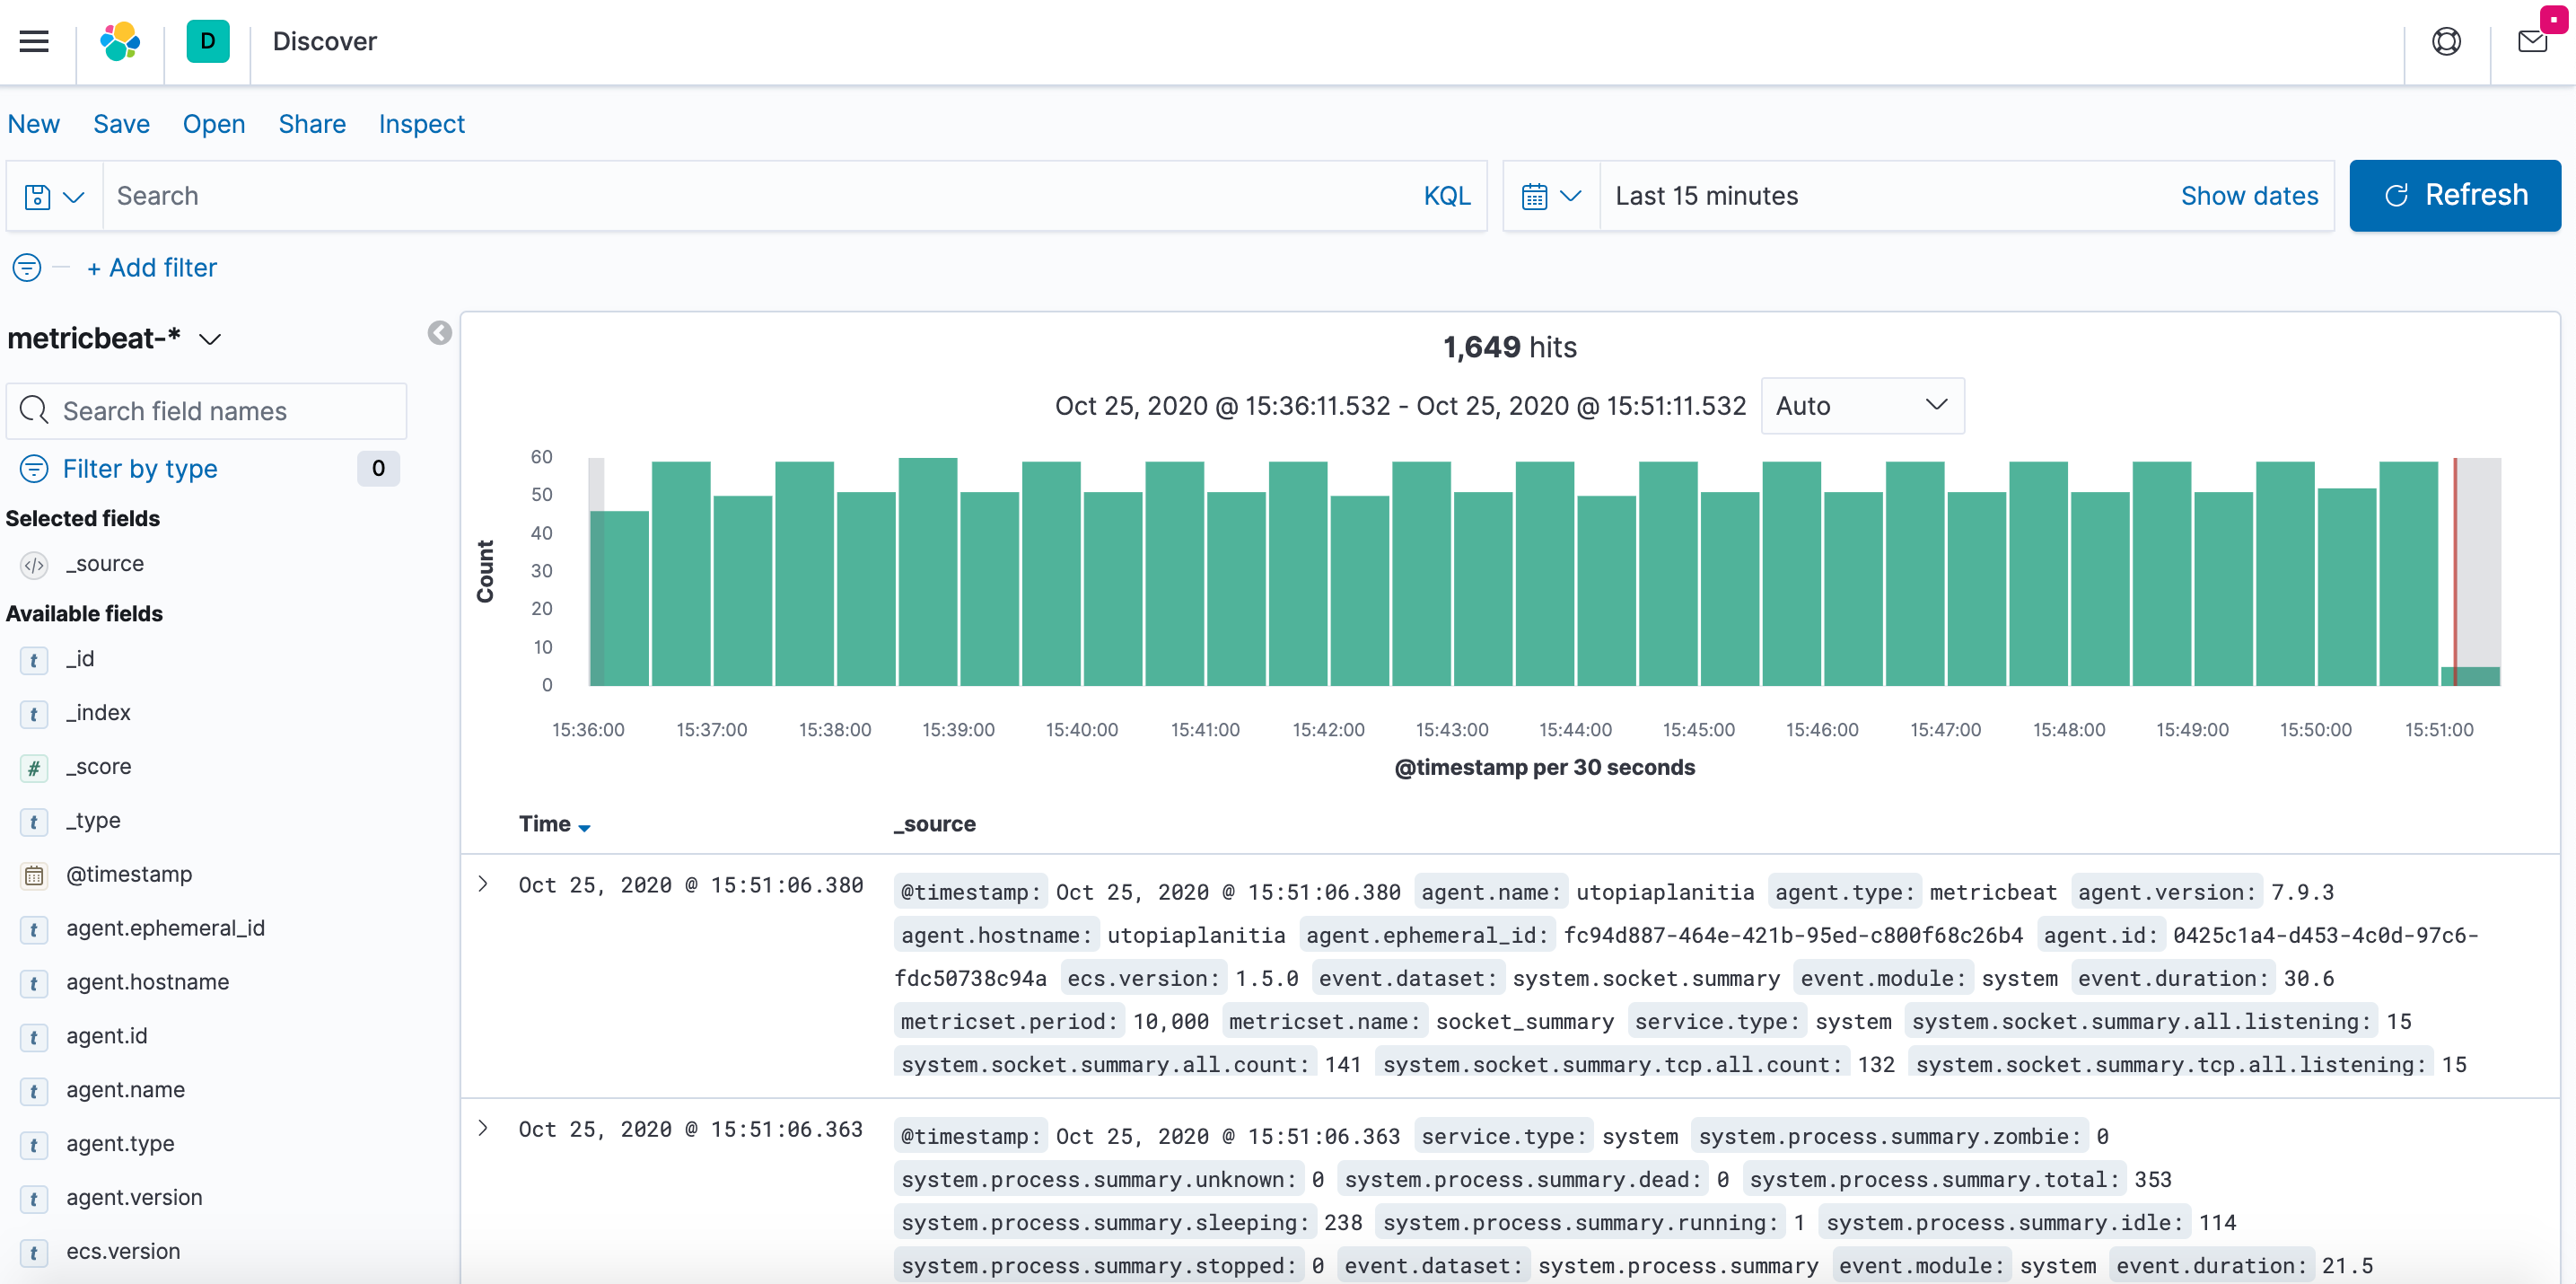 D Discover
New Save Open Share Inspect
Search KQL Last 15 minutes Show dates Refresh
+ Add filter
metricbeat-*
Search field names
Filter by type 0
Selected fields
_source
Available fields
t _id
t _index
# _score
t _type
@timestamp
t agent.ephemeral_id
t agent.hostname
t agent.id
t agent.name
t agent.type
t agent.version
t ecs.version
1,649 hits
Oct 25, 2020 @ 15:36:11.532 - Oct 25, 2020 @ 15:51:11.532 Auto
Count
60
50
40
30
20
10
0
15:36:00 15:37:00 15:38:00 15:39:00 15:40:00 15:41:00 15:42:00 15:43:00 15:44:00 15:45:00 15:46:00 15:47:00 15:48:00 15:49:00 15:50:00 15:51:00
@timestamp per 30 seconds
Time _source
Oct 25, 2020 @ 15:51:06.380 @timestamp: Oct 25, 2020 @ 15:51:06.380 agent.name: utopiaplanitia agent.type: metricbeat agent.version: 7.9.3
agent.hostname: utopiaplanitia agent.ephemeral_id: fc94d887-464e-421b-95ed-c800f68c26b4 agent.id: 0425c1a4-d453-4c0d-97c6-
fdc50738c94a ecs.version: 1.5.0 event.dataset: system.socket.summary event.module: system event.duration: 30.6
metricset.period: 10,000 metricset.name: socket_summary service.type: system system.socket.summary.all.listening: 15
system.socket.summary.all.count: 141 system.socket.summary.tcp.all.count: 132 system.socket.summary.tcp.all.listening: 15
Oct 25, 2020 @ 15:51:06.363 @timestamp: Oct 25, 2020 @ 15:51:06.363 service.type: system system.process.summary.zombie: 0
system.process.summary.unknown: 0 system.process.summary.dead: 0 system.process.summary.total: 353
system.process.summary.sleeping: 238 system.process.summary.running: 1 system.process.summary.idle: 114
system.process.summary.stopped: 0 event.dataset: system.process.summary event.module: system event.duration: 21.5